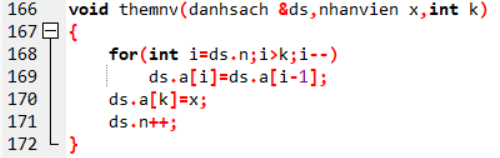 166 void themnv(danhsach &ds,nhanvien x,int k)
167 {
168     for(int i=ds.n;i>k;i--)
169         ds.a[i]=ds.a[i-1];
170     ds.a[k]=x;
171     ds.n++;
172 }